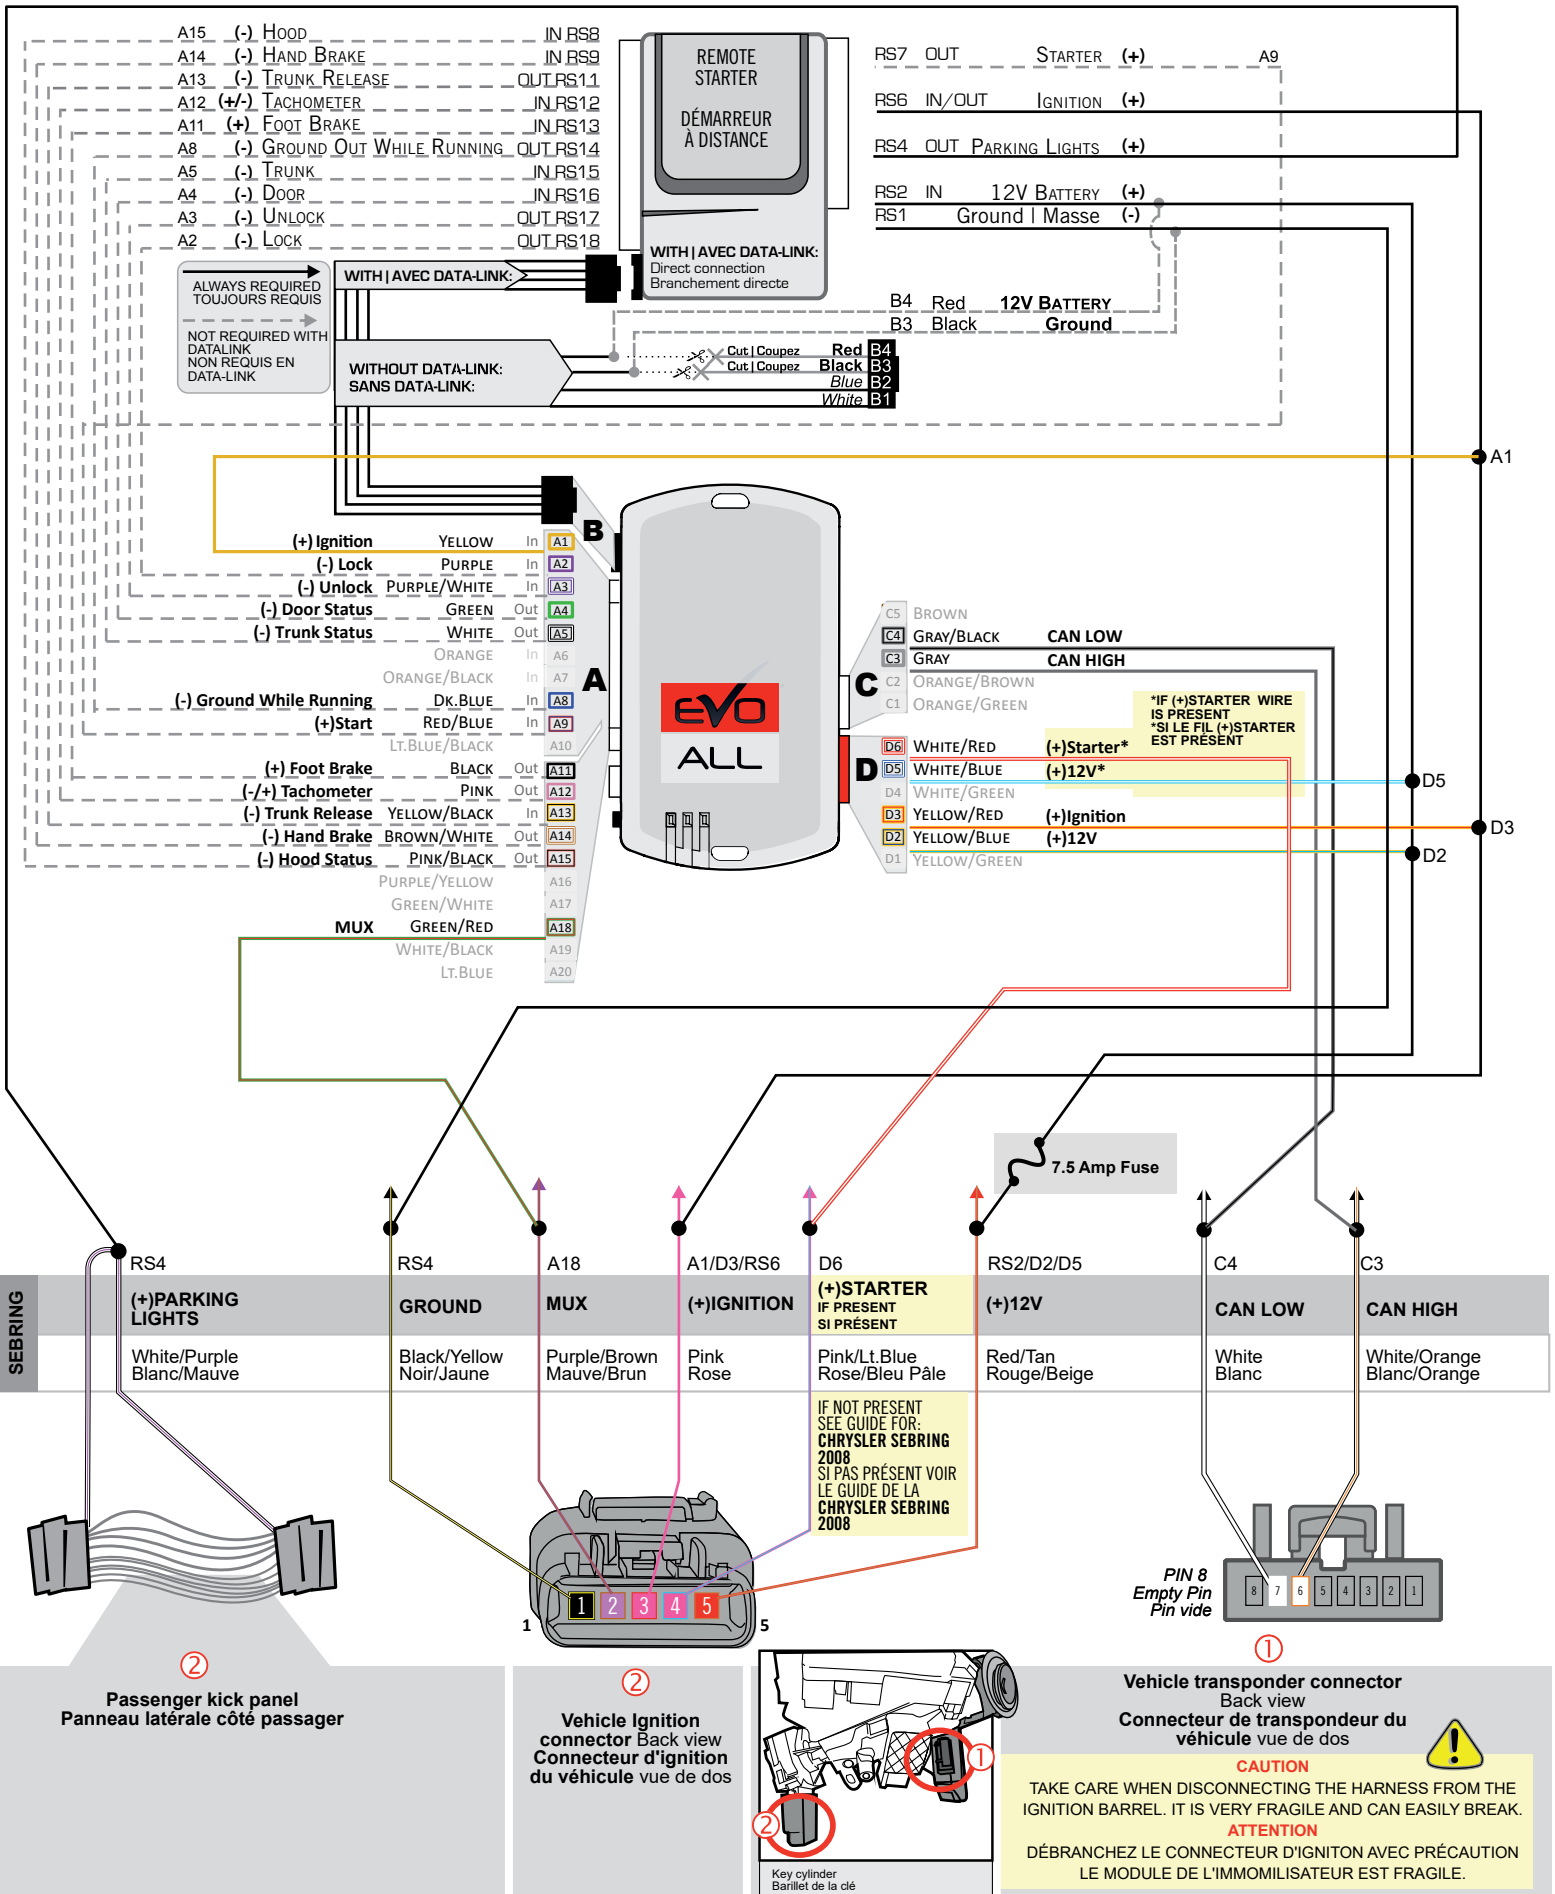 A15 (-) HOOD IN RS8
A14 (-) HAND BRAKE IN RS9
A13 (-) TRUNK RELEASE OUT RS11
A12 (+/-) TACHOMETER IN RS12
A11 (+) FOOT BRAKE IN RS13
A8 (-) GROUND OUT WHILE RUNNING OUT RS14
A5 (-) TRUNK IN RS15
A4 (-) DOOR IN RS16
A3 (-) UNLOCK OUT RS17
A2 (-) LOCK OUT RS18
REMOTE
STARTER
DÉMARREUR
À DISTANCE
WITH | AVEC DATA-LINK:
Direct connection
Branchement directe
RS7 OUT STARTER (+) A9
RS6 IN/OUT IGNITION (+)
RS4 OUT PARKING LIGHTS (+)
RS2 IN 12V BATTERY (+)
RS1 Ground | Masse (-)
ALWAYS REQUIRED
TOUJOURS REQUIS
NOT REQUIRED WITH
DATALINK
NON REQUIS EN
DATA-LINK
WITH | AVEC DATA-LINK:
WITHOUT DATA-LINK:
SANS DATA-LINK:
B4 Red 12V BATTERY
B3 Black Ground
Cut | Coupez Red B4
Cut | Coupez Black B3
Blue B2
White B1
A1
B
A
C
D
(+) Ignition YELLOW In A1
(-) Lock PURPLE In A2
(-) Unlock PURPLE/WHITE In A3
(-) Door Status GREEN Out A4
(-) Trunk Status WHITE Out A5
ORANGE In A6
ORANGE/BLACK In A7
(-) Ground While Running DK.BLUE In A8
(+)Start RED/BLUE In A9
LT.BLUE/BLACK A10
(+) Foot Brake BLACK Out A11
(-/+) Tachometer PINK Out A12
(-) Trunk Release YELLOW/BLACK In A13
(-) Hand Brake BROWN/WHITE Out A14
(-) Hood Status PINK/BLACK Out A15
PURPLE/YELLOW A16
GREEN/WHITE A17
MUX GREEN/RED A18
WHITE/BLACK A19
LT.BLUE A20
EVO
ALL
C5 BROWN
C4 GRAY/BLACK CAN LOW
C3 GRAY CAN HIGH
C2 ORANGE/BROWN
C1 ORANGE/GREEN
*IF (+)STARTER WIRE
IS PRESENT
*SI LE FIL (+)STARTER
EST PRÉSENT
D6 WHITE/RED (+)Starter*
D5 WHITE/BLUE (+)12V*
D4 WHITE/GREEN
D3 YELLOW/RED (+)Ignition
D2 YELLOW/BLUE (+)12V
D1 YELLOW/GREEN
D5
D3
D2
7.5 Amp Fuse
RS4 RS4 A18 A1/D3/RS6 D6 RS2/D2/D5 C4 C3
SEBRING
(+)PARKING
LIGHTS
GROUND
MUX
(+)IGNITION
(+)STARTER
IF PRESENT
SI PRÉSENT
(+)12V
CAN LOW
CAN HIGH
White/Purple
Blanc/Mauve
Black/Yellow
Noir/Jaune
Purple/Brown
Mauve/Brun
Pink
Rose
Pink/Lt.Blue
Rose/Bleu Pâle
Red/Tan
Rouge/Beige
White
Blanc
White/Orange
Blanc/Orange
IF NOT PRESENT
SEE GUIDE FOR:
CHRYSLER SEBRING
2008
SI PAS PRÉSENT VOIR
LE GUIDE DE LA
CHRYSLER SEBRING
2008
1 2 3 4 5
1 5
PIN 8
Empty Pin
Pin vide
8 7 6 5 4 3 2 1
2
Passenger kick panel
Panneau latérale côté passager
2
Vehicle Ignition
connector Back view
Connecteur d'ignition
du véhicule vue de dos
1
2
Key cylinder
Barillet de la clé
1
Vehicle transponder connector
Back view
Connecteur de transpondeur du
véhicule vue de dos
!
CAUTION
TAKE CARE WHEN DISCONNECTING THE HARNESS FROM THE
IGNITION BARREL. IT IS VERY FRAGILE AND CAN EASILY BREAK.
ATTENTION
DÉBRANCHEZ LE CONNECTEUR D'IGNITON AVEC PRÉCAUTION
LE MODULE DE L'IMMOMILISATEUR EST FRAGILE.